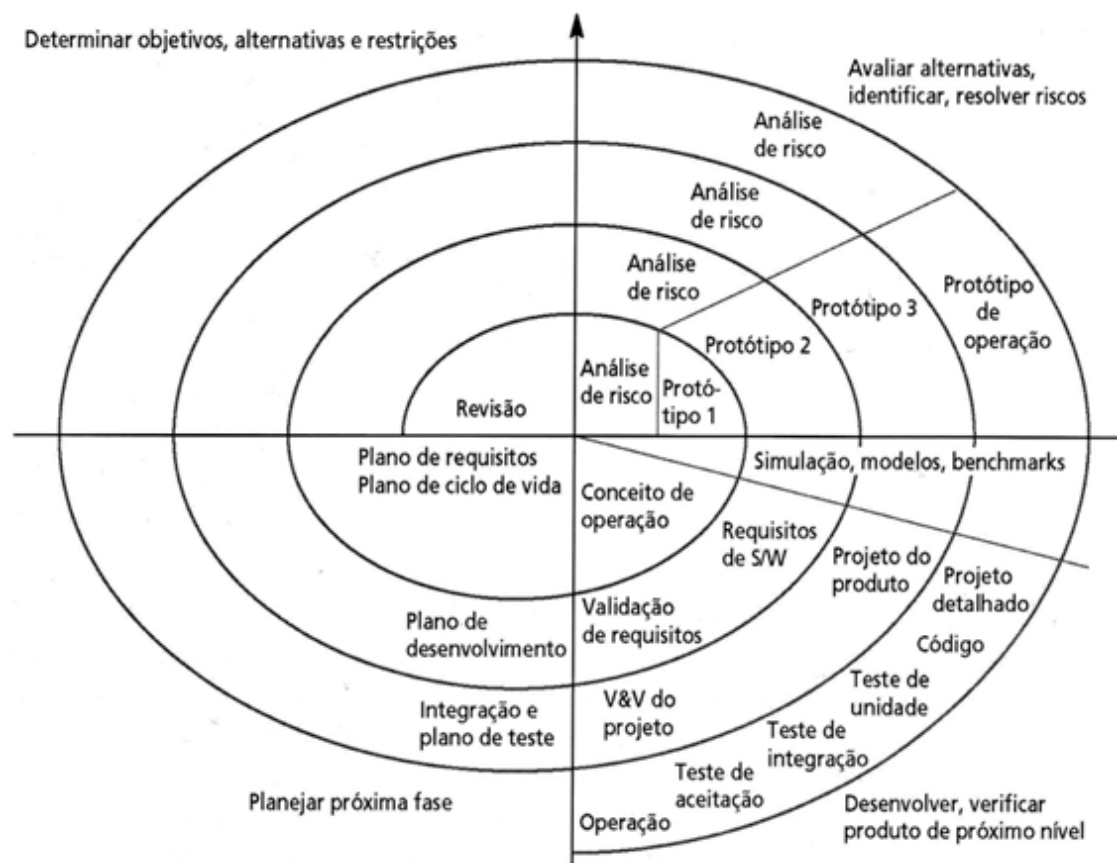 Determinar objetivos, alternativas e restrições
Avaliar alternativas,
identificar, resolver riscos
Análise
de risco
Análise
de risco
Análise
de risco
Protótipo
de
operação
Protótipo 3
Protótipo 2
Análise
de risco
Protó-
tipo 1
Revisão
Plano de requisitos
Plano de ciclo de vida
Simulação, modelos, benchmarks
Conceito de
operação
Requisitos
de S/W
Projeto do
produto
Projeto
detalhado
Plano de
desenvolvimento
Validação
de requisitos
Código
Integração e
plano de teste
V&V do
projeto
Teste de
unidade
Teste de
integração
Teste de
aceitação
Operação
Planejar próxima fase
Desenvolver, verificar
produto de próximo nível